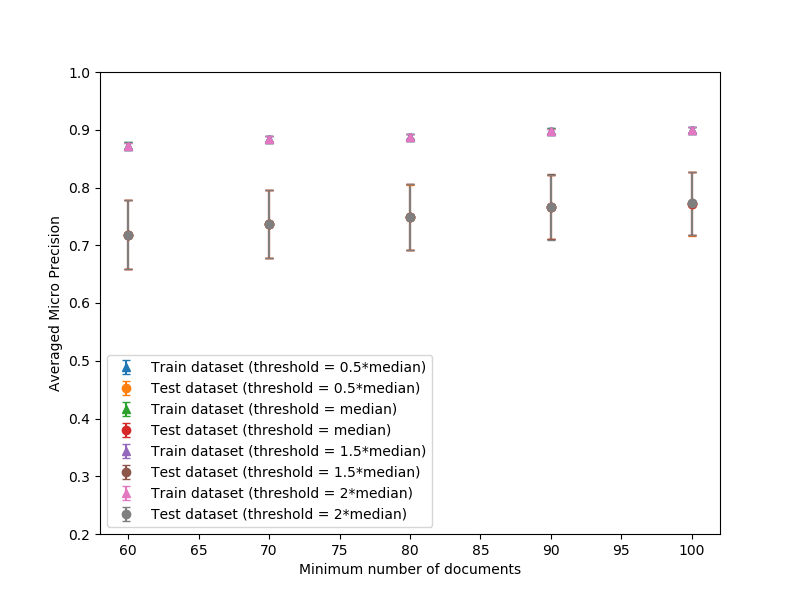 1.0
0.9
0.8
0.7
0.6
0.5
0.4
0.3
0.2
Averaged Micro Precision
Train dataset (threshold = 0.5*median)
Test dataset (threshold = 0.5*median)
Train dataset (threshold = median)
Test dataset (threshold = median)
Train dataset (threshold = 1.5*median)
Test dataset (threshold = 1.5*median)
Train dataset (threshold = 2*median)
Test dataset (threshold = 2*median)
60 65 70 75 80 85 90 95 100
Minimum number of documents